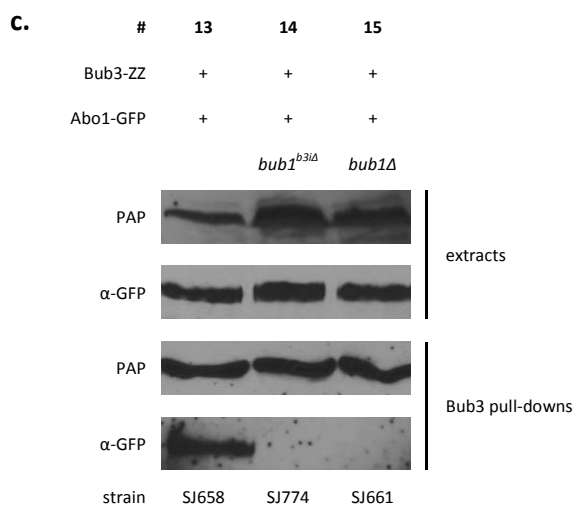 c.
# 13 14 15
Bub3-ZZ + + +
Abo1-GFP + + +
bub1b3iΔ bub1Δ
PAP
extracts
α-GFP
PAP
Bub3 pull-downs
α-GFP
strain SJ658 SJ774 SJ661